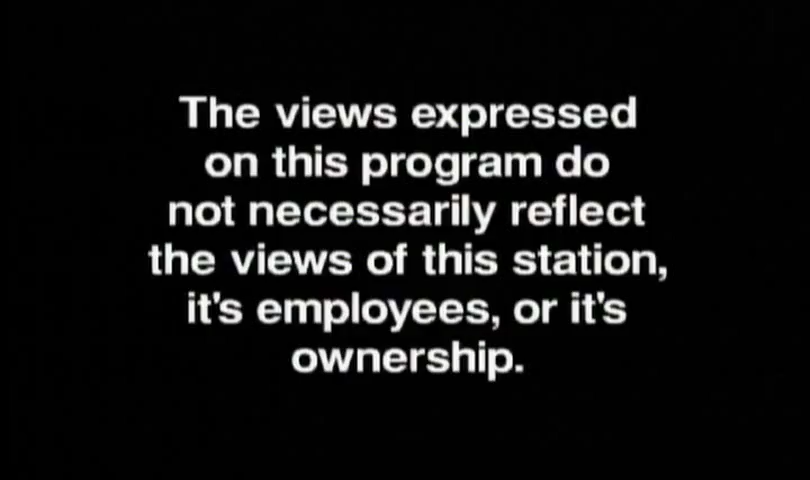 The views expressed
on this program do
not necessarily reflect
the views of this station,
it's employees, or it's
ownership.